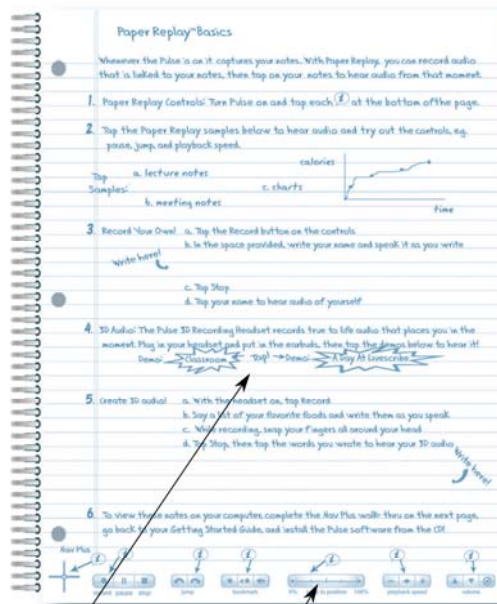 Paper Replay™ Basics
Whenever the Pulse is on it captures your notes. With Paper Replay, you can record audio
that is linked to your notes, then tap on your notes to hear audio from that moment.
1. Paper Replay Controls: Turn Pulse on and tap each i at the bottom of the page.
2. Tap the Paper Replay samples below to hear audio and try out the controls, eg.
pause, jump, and playback speed.
Tap Samples:
a. lecture notes
b. meeting notes
c. charts
calories
time
3. Record Your Own! a. Tap the Record button on the controls
b. In the space provided, write your name and speak it as you write
Write here!
c. Tap Stop
d. Tap your name to hear audio of yourself
4. 3D Audio: The Pulse 3D Recording Headset records true to life audio that places you in the
moment. Plug in your headset and put in the earbuds, then tap the demos below to hear it!
Demo: Classroom Tap! Demo: A Day At Livescribe
5. Create 3D audio! a. With the headset on, tap Record
b. Say a list of your favorite foods and write them as you speak
c. While recording, snap your fingers all around your head
d. Tap Stop, then tap the words you wrote to hear your 3D audio
Write here!
6. To view these notes on your computer, complete the Nav Plus walk thru on the next page,
go back to your Getting Started Guide, and install the Pulse software from the CD!
Nav Plus
i i i i i i
record pause stop jump bookmark 0% to position 100% playback speed volume